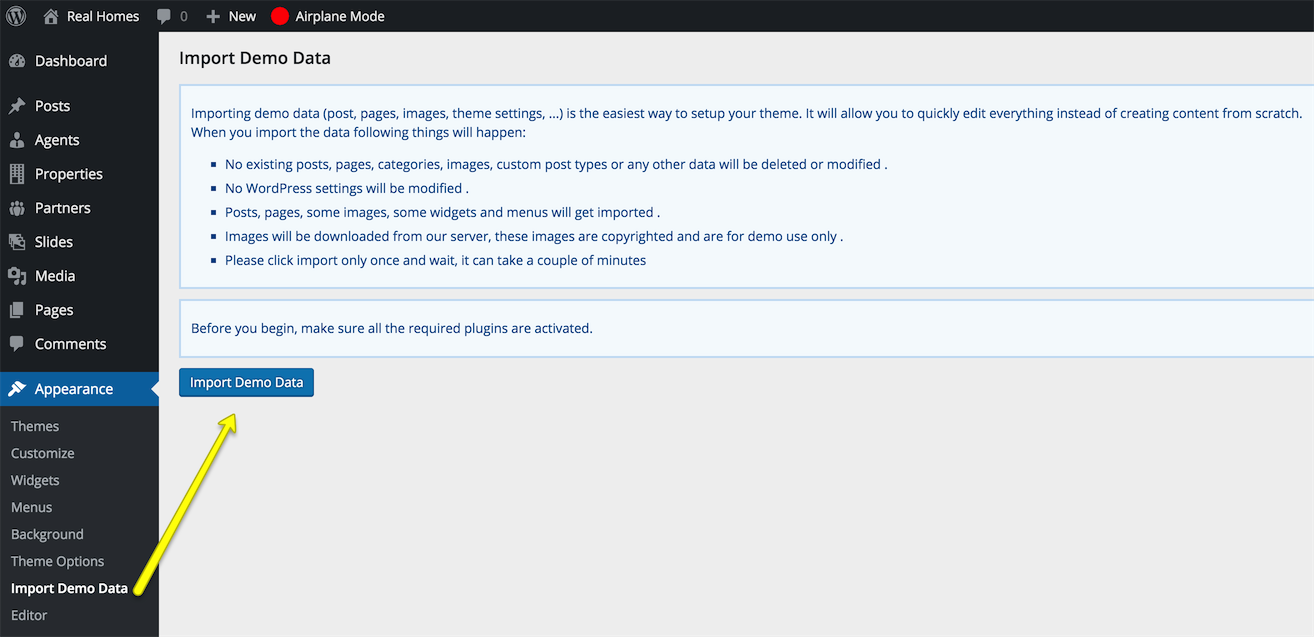 Real Homes 0 New Airplane Mode
Dashboard
Posts
Agents
Properties
Partners
Slides
Media
Pages
Comments
Appearance
Themes
Customize
Widgets
Menus
Background
Theme Options
Import Demo Data
Editor
Import Demo Data
Importing demo data (post, pages, images, theme settings, ...) is the easiest way to setup your theme. It will allow you to quickly edit everything instead of creating content from scratch.
When you import the data following things will happen:
No existing posts, pages, categories, images, custom post types or any other data will be deleted or modified .
No WordPress settings will be modified .
Posts, pages, some images, some widgets and menus will get imported .
Images will be downloaded from our server, these images are copyrighted and are for demo use only .
Please click import only once and wait, it can take a couple of minutes
Before you begin, make sure all the required plugins are activated.
Import Demo Data